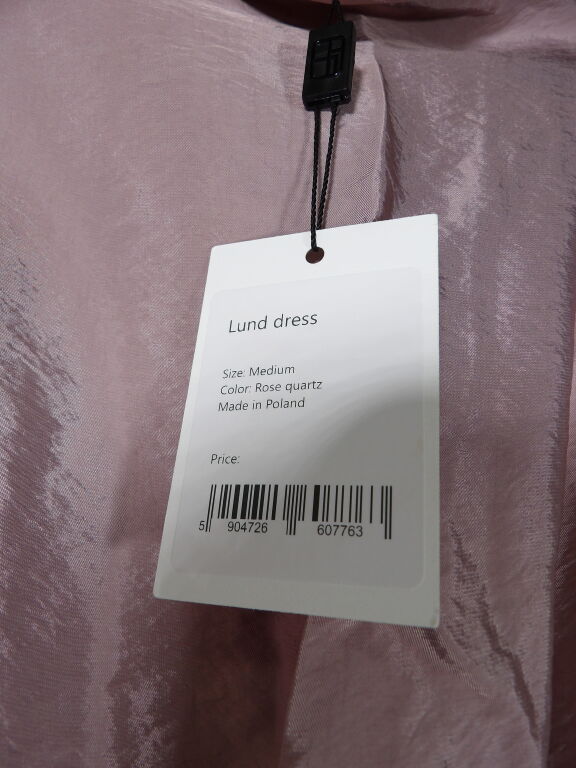 Lund dress
Size: Medium
Color: Rose quartz
Made in Poland
Price:
5 904726 607763